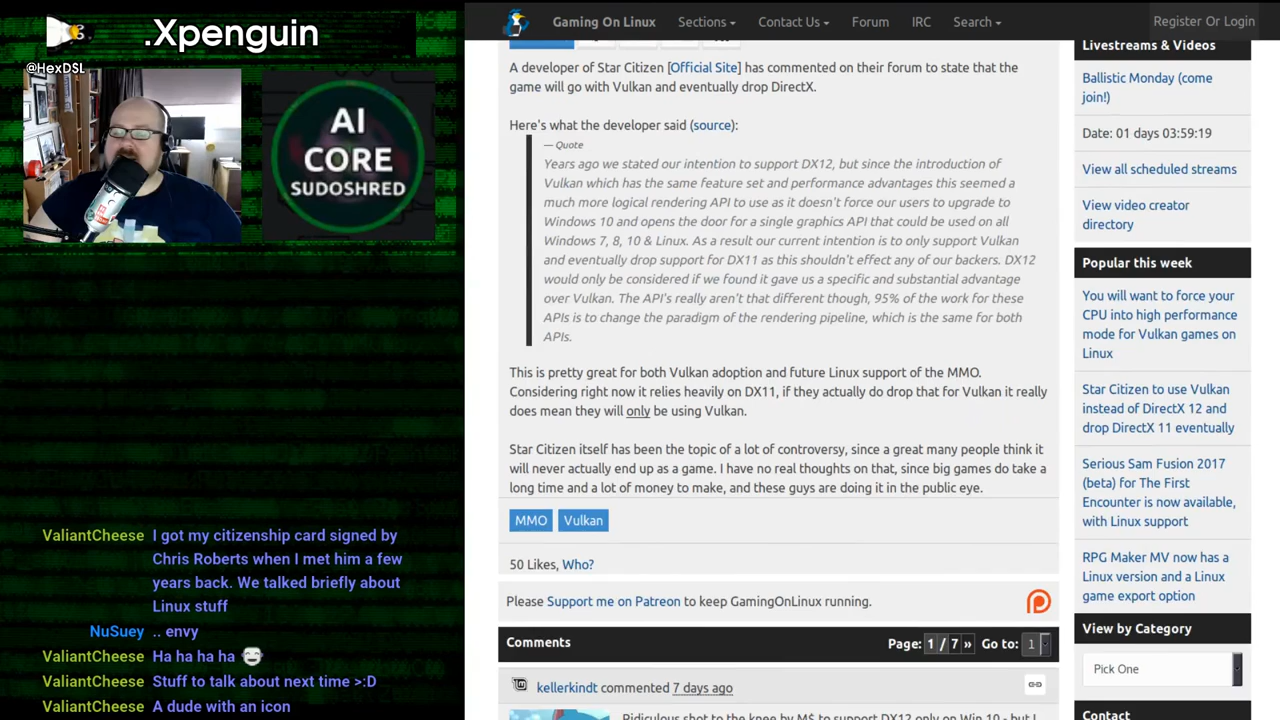 .Xpenguin
@HexDSL
AI
CORE
SUDOSHRED
ValiantCheese I got my citizenship card signed by
Chris Roberts when I met him a few
years back. We talked briefly about
Linux stuff
NuSuey .. envy
ValiantCheese Ha ha ha ha
ValiantCheese Stuff to talk about next time >:D
ValiantCheese A dude with an icon
Gaming On Linux Sections Contact Us Forum IRC Search Register Or Login
A developer of Star Citizen [Official Site] has commented on their forum to state that the
game will go with Vulkan and eventually drop DirectX.
Here's what the developer said (source):
— Quote
Years ago we stated our intention to support DX12, but since the introduction of
Vulkan which has the same feature set and performance advantages this seemed a
much more logical rendering API to use as it doesn't force our users to upgrade to
Windows 10 and opens the door for a single graphics API that could be used on all
Windows 7, 8, 10 & Linux. As a result our current intention is to only support Vulkan
and eventually drop support for DX11 as this shouldn't effect any of our backers. DX12
would only be considered if we found it gave us a specific and substantial advantage
over Vulkan. The API's really aren't that different though, 95% of the work for these
APIs is to change the paradigm of the rendering pipeline, which is the same for both
APIs.
This is pretty great for both Vulkan adoption and future Linux support of the MMO.
Considering right now it relies heavily on DX11, if they actually do drop that for Vulkan it really
does mean they will only be using Vulkan.
Star Citizen itself has been the topic of a lot of controversy, since a great many people think it
will never actually end up as a game. I have no real thoughts on that, since big games do take a
long time and a lot of money to make, and these guys are doing it in the public eye.
MMO Vulkan
50 Likes, Who?
Please Support me on Patreon to keep GamingOnLinux running.
Comments Page: 1 / 7 » Go to: 1
kellerkindt commented 7 days ago
Ridiculous shot to the knee by M$ to support DX12 only on Win 10 - but I
Livestreams & Videos
Ballistic Monday (come
join!)
Date: 01 days 03:59:19
View all scheduled streams
View video creator
directory
Popular this week
You will want to force your
CPU into high performance
mode for Vulkan games on
Linux
Star Citizen to use Vulkan
instead of DirectX 12 and
drop DirectX 11 eventually
Serious Sam Fusion 2017
(beta) for The First
Encounter is now available,
with Linux support
RPG Maker MV now has a
Linux version and a Linux
game export option
View by Category
Pick One
Contact